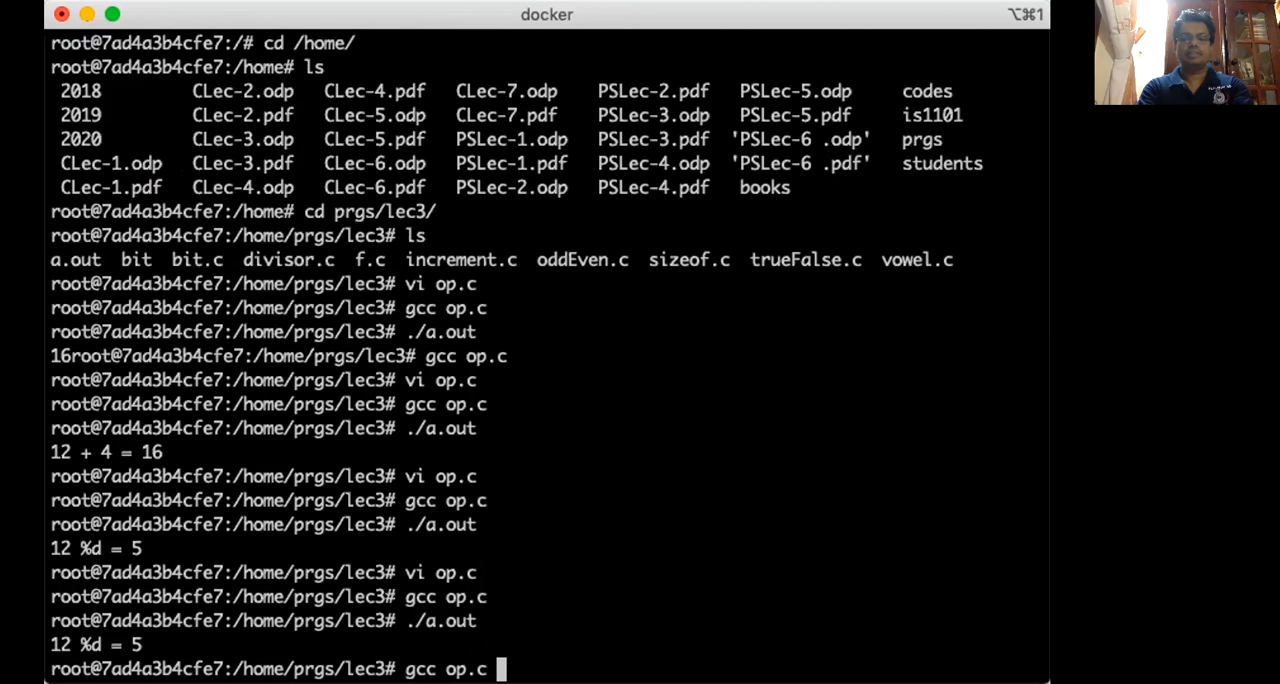 docker
⌥⌘1
root@7ad4a3b4cfe7:/# cd /home/
root@7ad4a3b4cfe7:/home# ls
2018 CLec-2.odp CLec-4.pdf CLec-7.odp PSLec-2.pdf PSLec-5.odp codes
2019 CLec-2.pdf CLec-5.odp CLec-7.pdf PSLec-3.odp PSLec-5.pdf is1101
2020 CLec-3.odp CLec-5.pdf PSLec-1.odp PSLec-3.pdf 'PSLec-6 .odp' prgs
CLec-1.odp CLec-3.pdf CLec-6.odp PSLec-1.pdf PSLec-4.odp 'PSLec-6 .pdf' students
CLec-1.pdf CLec-4.odp CLec-6.pdf PSLec-2.odp PSLec-4.pdf books
root@7ad4a3b4cfe7:/home# cd prgs/lec3/
root@7ad4a3b4cfe7:/home/prgs/lec3# ls
a.out bit bit.c divisor.c f.c increment.c oddEven.c sizeof.c trueFalse.c vowel.c
root@7ad4a3b4cfe7:/home/prgs/lec3# vi op.c
root@7ad4a3b4cfe7:/home/prgs/lec3# gcc op.c
root@7ad4a3b4cfe7:/home/prgs/lec3# ./a.out
16root@7ad4a3b4cfe7:/home/prgs/lec3# gcc op.c
root@7ad4a3b4cfe7:/home/prgs/lec3# vi op.c
root@7ad4a3b4cfe7:/home/prgs/lec3# gcc op.c
root@7ad4a3b4cfe7:/home/prgs/lec3# ./a.out
12 + 4 = 16
root@7ad4a3b4cfe7:/home/prgs/lec3# vi op.c
root@7ad4a3b4cfe7:/home/prgs/lec3# gcc op.c
root@7ad4a3b4cfe7:/home/prgs/lec3# ./a.out
12 %d = 5
root@7ad4a3b4cfe7:/home/prgs/lec3# vi op.c
root@7ad4a3b4cfe7:/home/prgs/lec3# gcc op.c
root@7ad4a3b4cfe7:/home/prgs/lec3# ./a.out
12 %d = 5
root@7ad4a3b4cfe7:/home/prgs/lec3# gcc op.c